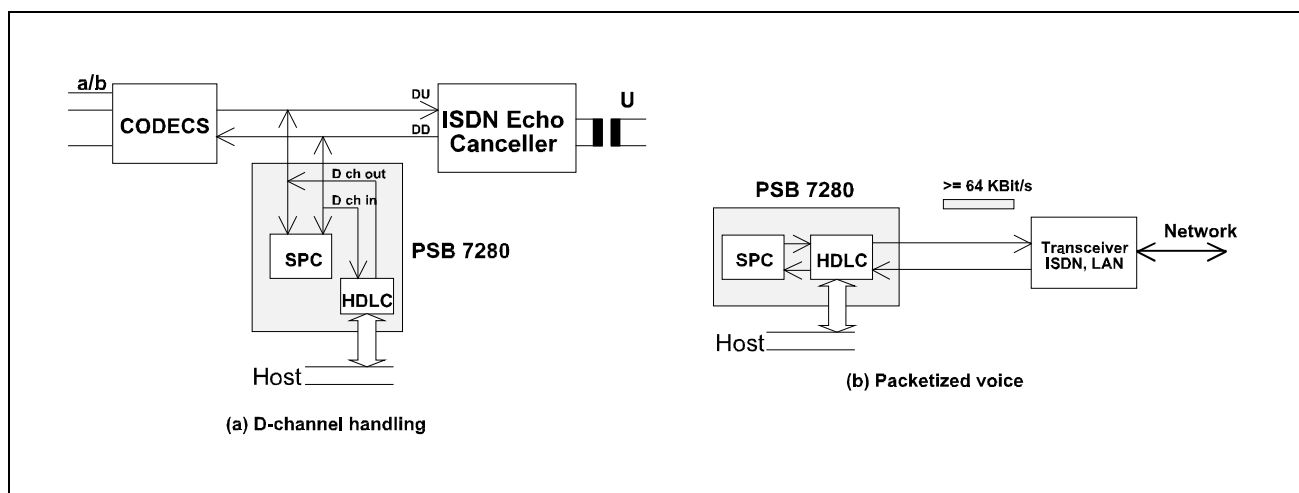 a/b
CODECS
DU
DD
ISDN Echo
Canceller
U
D ch out
D ch in
SPC
HDLC
PSB 7280
Host
(a) D-channel handling
PSB 7280
>= 64 KBit/s
SPC
HDLC
Transceiver
ISDN, LAN
Network
Host
(b) Packetized voice